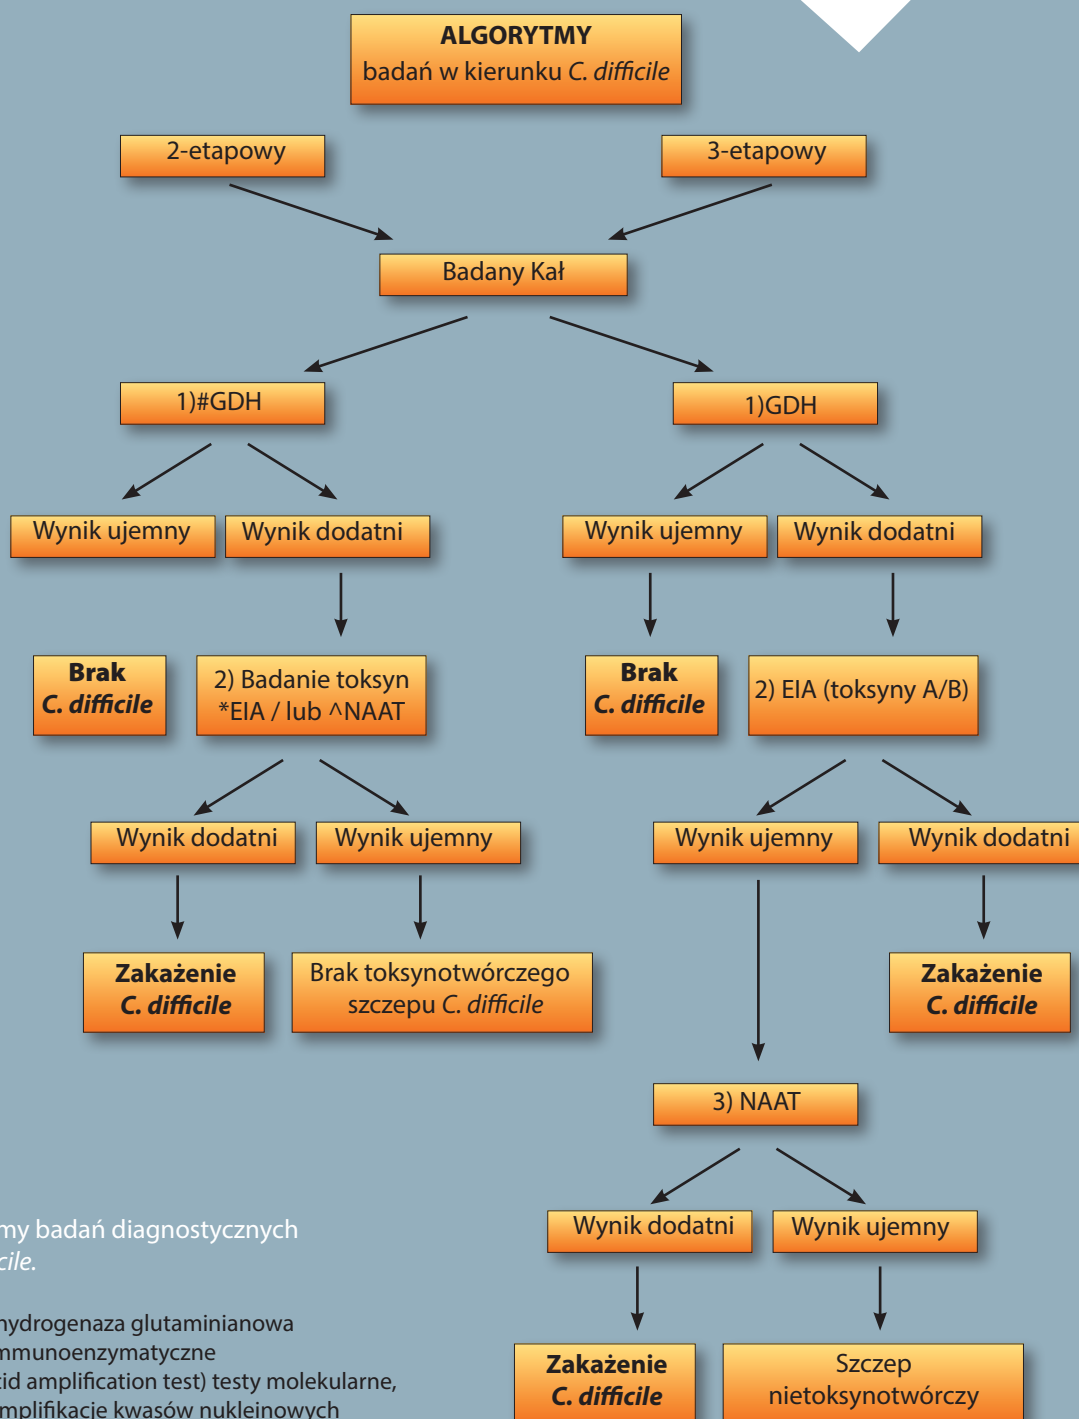 ALGORYTMY
badań w kierunku C. difficile
2-etapowy
3-etapowy
Badany Kał
1)#GDH
1)GDH
Wynik ujemny
Wynik dodatni
Wynik ujemny
Wynik dodatni
Brak
C. difficile
2) Badanie toksyn
*EIA / lub ^NAAT
Brak
C. difficile
2) EIA (toksyny A/B)
Wynik dodatni
Wynik ujemny
Wynik ujemny
Wynik dodatni
Zakażenie
C. difficile
Brak toksynotwórczego
szczepu C. difficile
Zakażenie
C. difficile
3) NAAT
Wynik dodatni
Wynik ujemny
Zakażenie
C. difficile
Szczep
nietoksynotwórczy
my badań diagnostycznych
cile.
hydrogenaza glutaminianowa
mmunoenzymatyczne
cid amplification test) testy molekularne,
mplifikacje kwasów nukleinowych